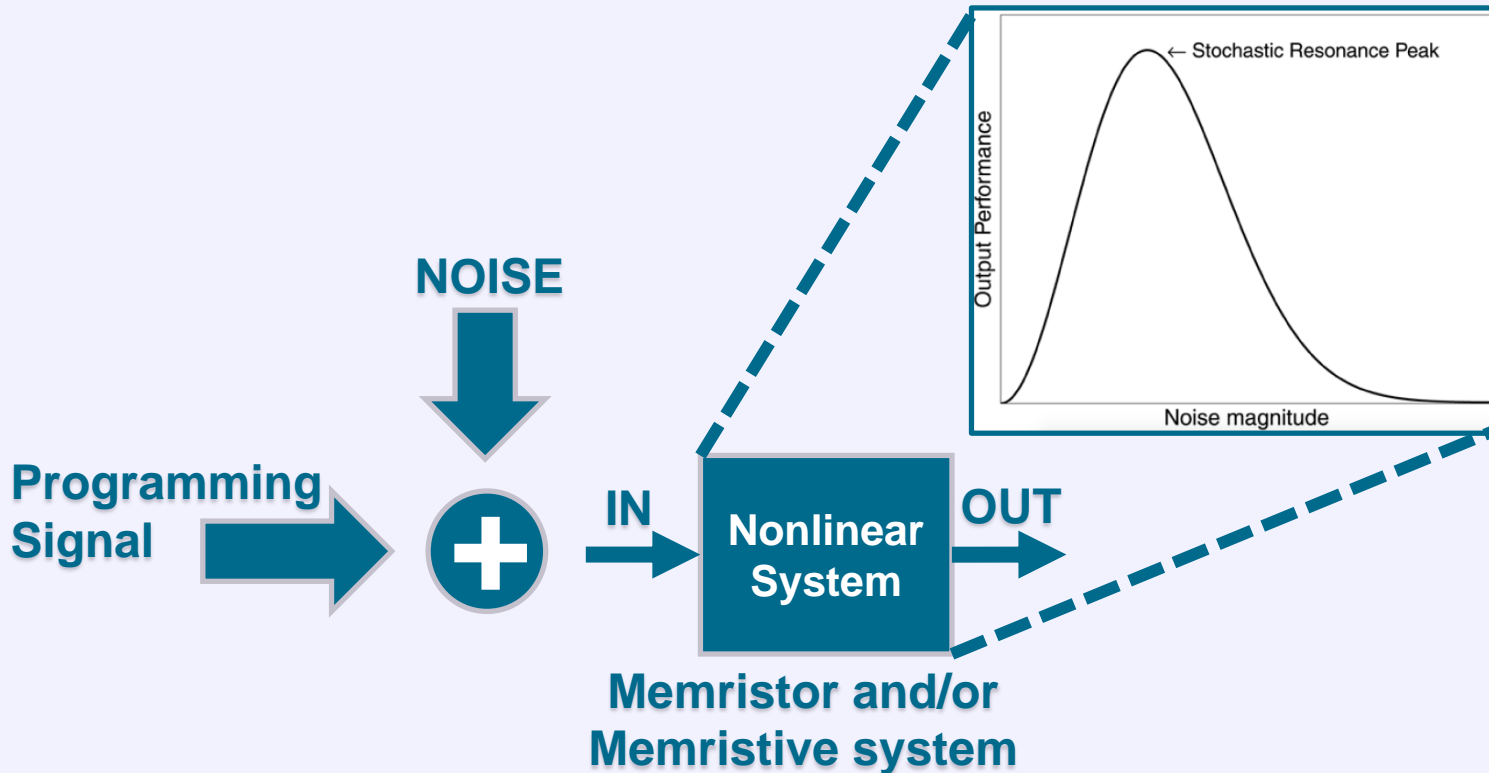 ← Stochastic Resonance Peak
Output Performance
Noise magnitude
NOISE
Programming
Signal
IN
Nonlinear
System
OUT
Memristor and/or
Memristive system